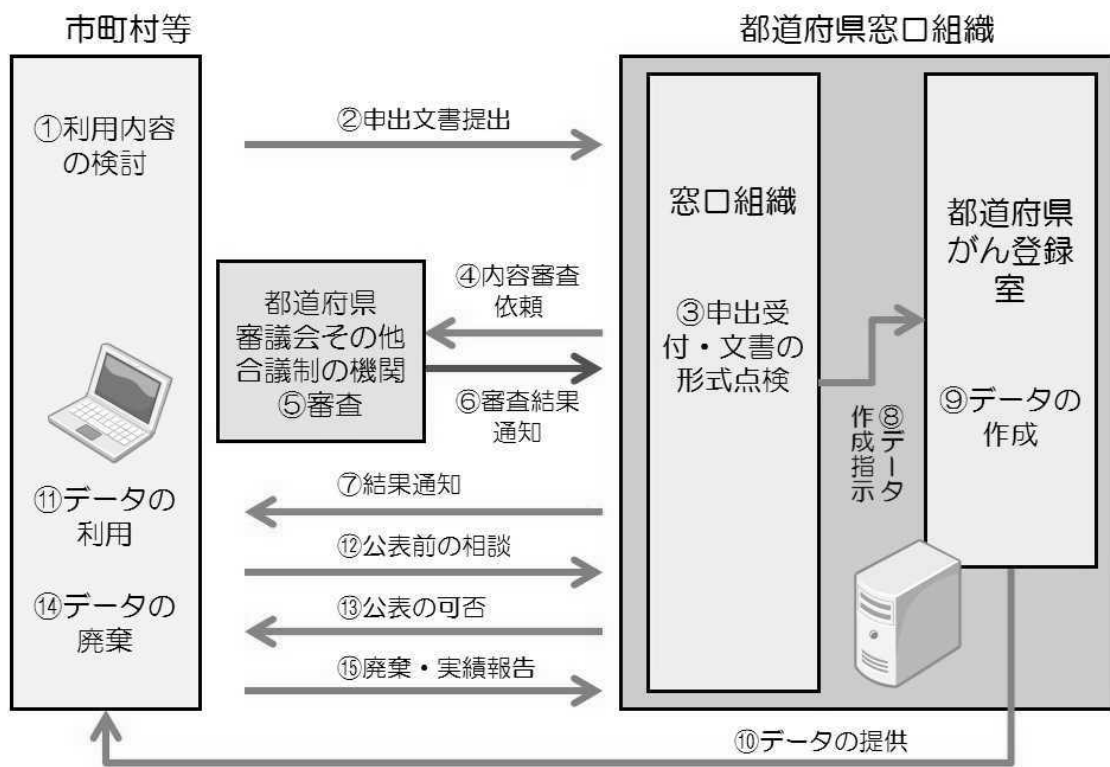 市町村等
都道府県窓口組織
①利用内容
の検討
②申出文書提出
窓口組織
都道府県
がん登録
室
④内容審査
依頼
都道府県
審議会その他
合議制の機関
⑤審査
③申出受
付・文書の
形式点検
⑥審査結果
通知
⑧データ
作成指示
⑨データの
作成
⑦結果通知
⑪データの
利用
⑫公表前の相談
⑬公表の可否
⑭データの
廃棄
⑮廃棄・実績報告
⑩データの提供